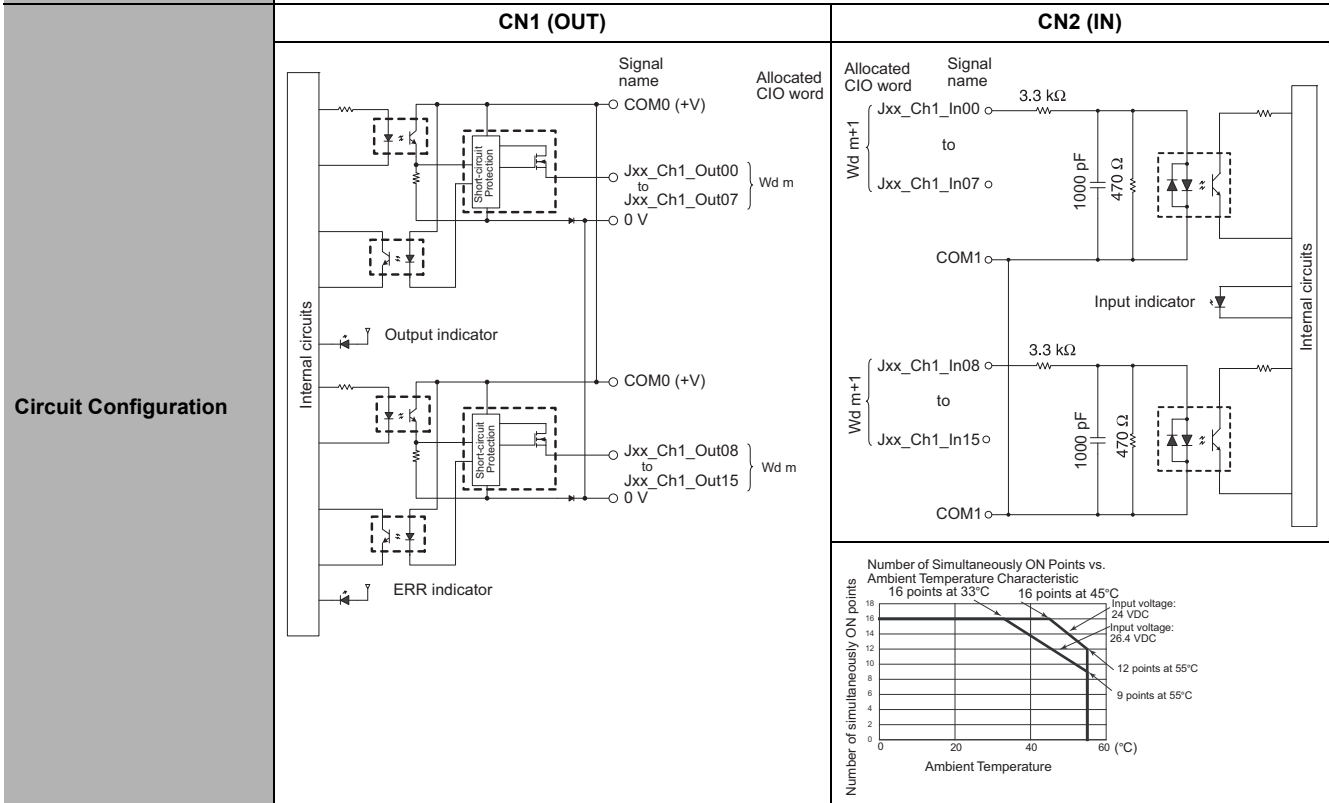 CN1 (OUT)
CN2 (IN)
Circuit Configuration
Internal circuits
Signal
name
Allocated
CIO word
COM0 (+V)
Short-circuit
Protection
Jxx_Ch1_Out00
to
Jxx_Ch1_Out07
Wd m
0 V
Output indicator
COM0 (+V)
Short-circuit
Protection
Jxx_Ch1_Out08
to
Jxx_Ch1_Out15
Wd m
0 V
ERR indicator
Allocated
CIO word
Signal
name
Wd m+1
Jxx_Ch1_In00
to
Jxx_Ch1_In07
3.3 kΩ
1000 pF
470 Ω
COM1
Input indicator
Internal circuits
Wd m+1
Jxx_Ch1_In08
to
Jxx_Ch1_In15
3.3 kΩ
1000 pF
470 Ω
COM1
Number of Simultaneously ON Points vs.
Ambient Temperature Characteristic
16 points at 33°C
16 points at 45°C
Input voltage:
24 VDC
Input voltage:
26.4 VDC
12 points at 55°C
9 points at 55°C
Number of simultaneously ON points
18
16
14
12
10
8
6
4
2
0
0
20
40
60 (°C)
Ambient Temperature